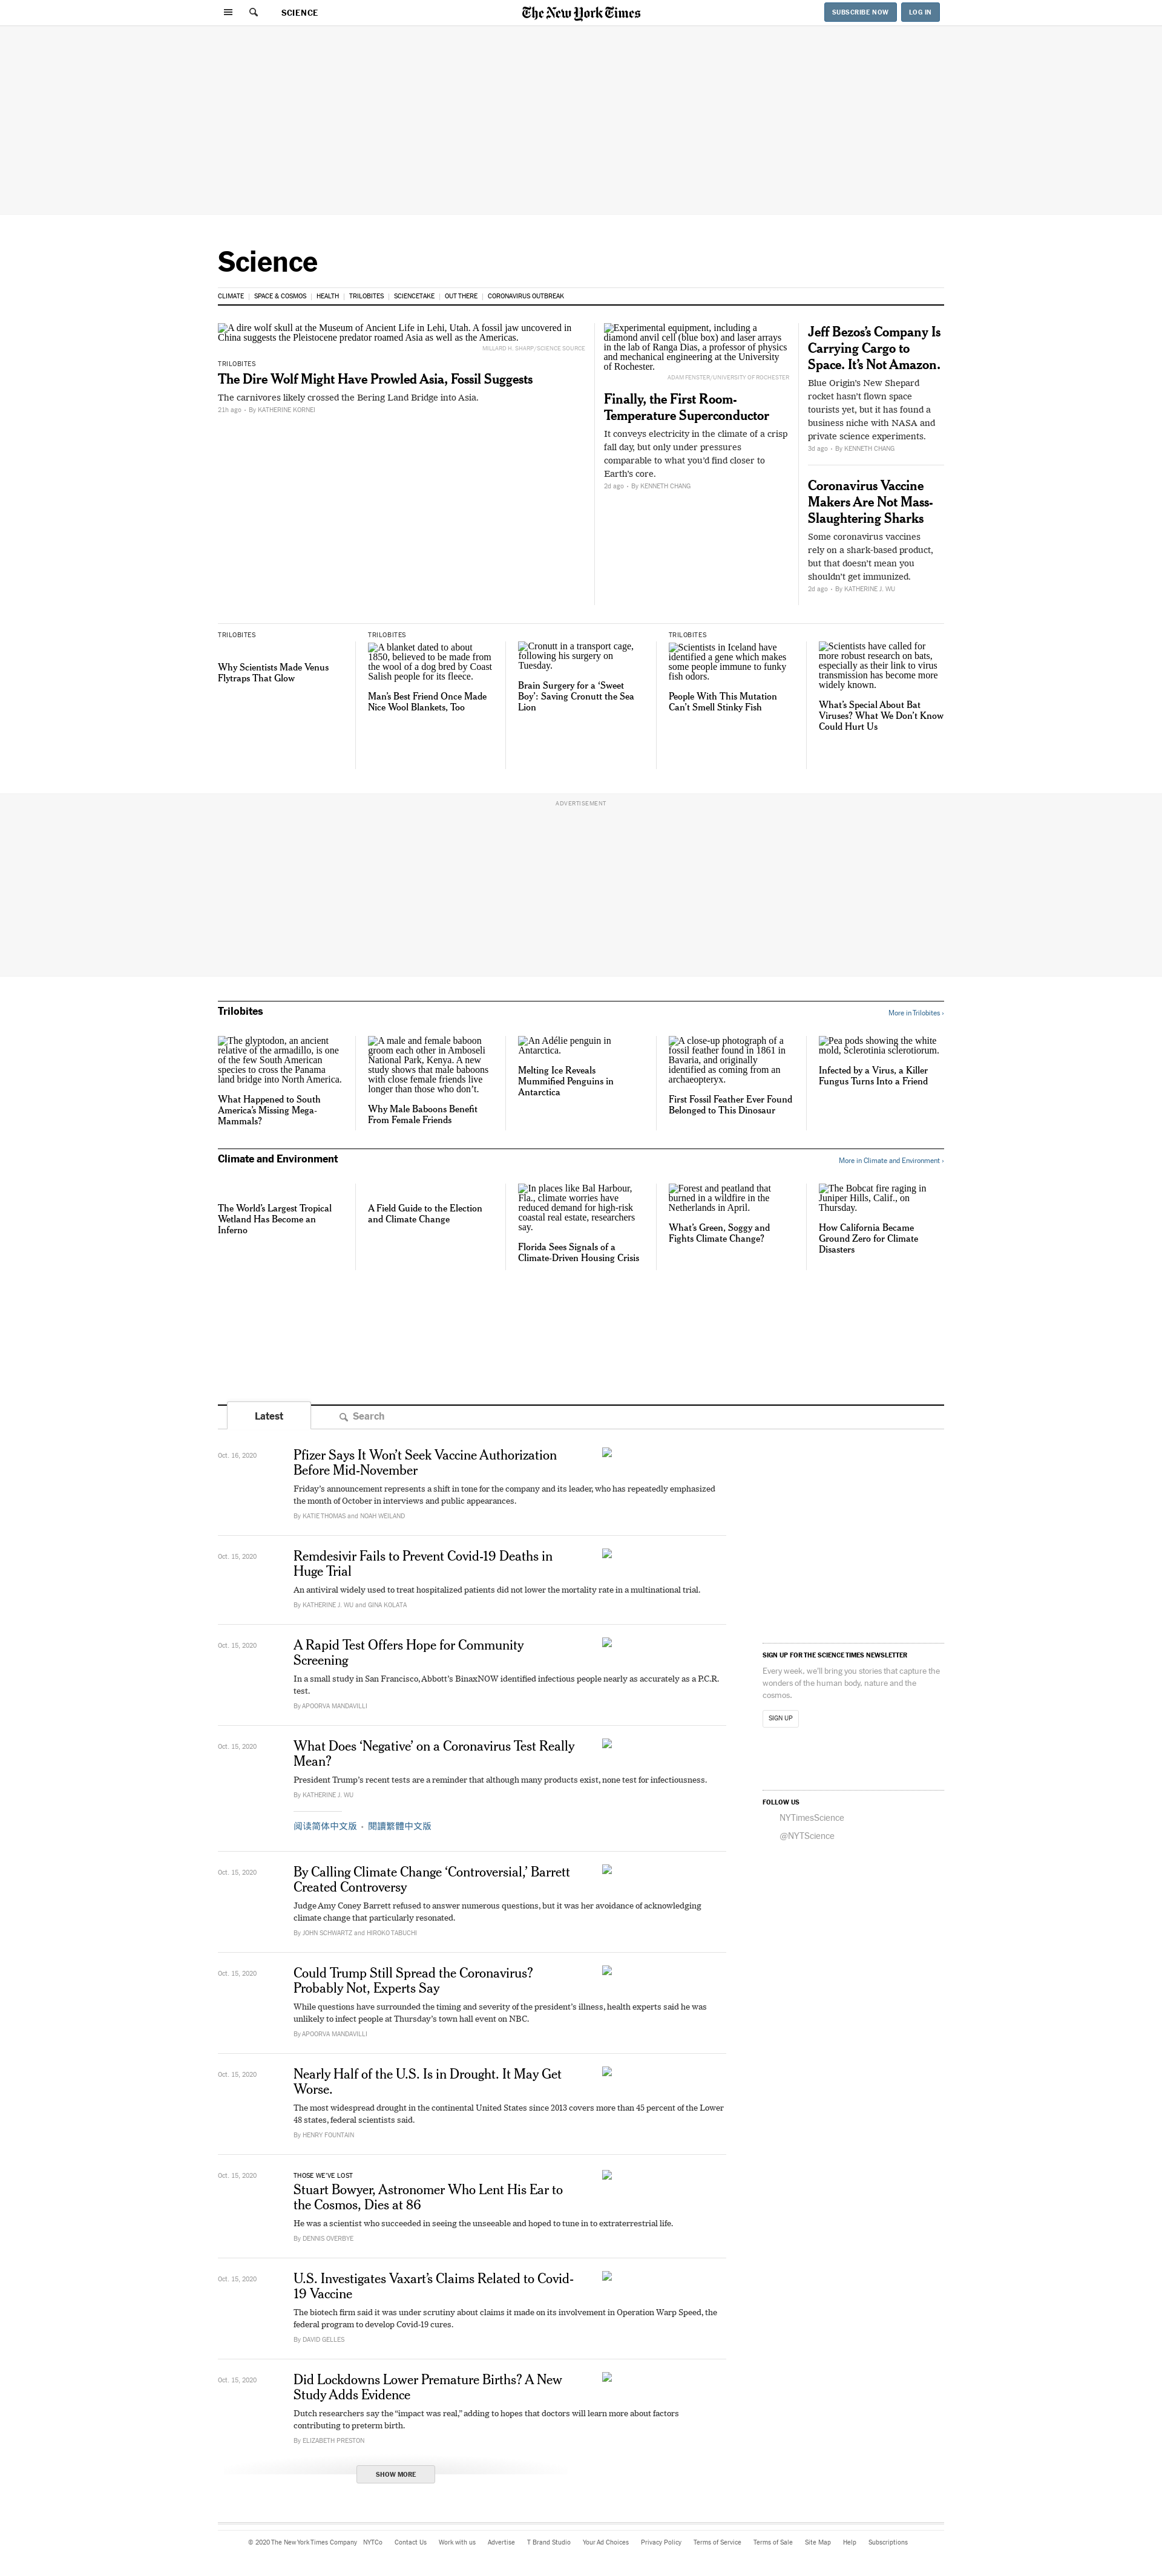 SCIENCE
The New York Times
SUBSCRIBE NOW
LOG IN
Science
CLIMATE | SPACE & COSMOS | HEALTH | TRILOBITES | SCIENCETAKE | OUT THERE | CORONAVIRUS OUTBREAK
A dire wolf skull at the Museum of Ancient Life in Lehi, Utah. A fossil jaw uncovered in
China suggests the Pleistocene predator roamed Asia as well as the Americas.
MILLARD H. SHARP/SCIENCE SOURCE
TRILOBITES
The Dire Wolf Might Have Prowled Asia, Fossil Suggests
The carnivores likely crossed the Bering Land Bridge into Asia.
21h ago • By KATHERINE KORNEI
Experimental equipment, including a
diamond anvil cell (blue box) and laser arrays
in the lab of Ranga Dias, a professor of physics
and mechanical engineering at the University
of Rochester.
ADAM FENSTER/UNIVERSITY OF ROCHESTER
Finally, the First Room-
Temperature Superconductor
It conveys electricity in the climate of a crisp
fall day, but only under pressures
comparable to what you'd find closer to
Earth's core.
2d ago • By KENNETH CHANG
Jeff Bezos's Company Is
Carrying Cargo to
Space. It's Not Amazon.
Blue Origin's New Shepard
rocket hasn't flown space
tourists yet, but it has found a
business niche with NASA and
private science experiments.
3d ago • By KENNETH CHANG
Coronavirus Vaccine
Makers Are Not Mass-
Slaughtering Sharks
Some coronavirus vaccines
rely on a shark-based product,
but that doesn't mean you
shouldn't get immunized.
2d ago • By KATHERINE J. WU
TRILOBITES
Why Scientists Made Venus
Flytraps That Glow
TRILOBITES
A blanket dated to about
1850, believed to be made from
the wool of a dog bred by Coast
Salish people for its fleece.
Man's Best Friend Once Made
Nice Wool Blankets, Too
Cronutt in a transport cage,
following his surgery on
Tuesday.
Brain Surgery for a 'Sweet
Boy': Saving Cronutt the Sea
Lion
TRILOBITES
Scientists in Iceland have
identified a gene which makes
some people immune to funky
fish odors.
People With This Mutation
Can't Smell Stinky Fish
Scientists have called for
more robust research on bats,
especially as their link to virus
transmission has become more
widely known.
What's Special About Bat
Viruses? What We Don't Know
Could Hurt Us
ADVERTISEMENT
Trilobites
More in Trilobites ›
The glyptodon, an ancient
relative of the armadillo, is one
of the few South American
species to cross the Panama
land bridge into North America.
What Happened to South
America's Missing Mega-
Mammals?
A male and female baboon
groom each other in Amboseli
National Park, Kenya. A new
study shows that male baboons
with close female friends live
longer than those who don't.
Why Male Baboons Benefit
From Female Friends
An Adélie penguin in
Antarctica.
Melting Ice Reveals
Mummified Penguins in
Antarctica
A close-up photograph of a
fossil feather found in 1861 in
Bavaria, and originally
identified as coming from an
archaeopteryx.
First Fossil Feather Ever Found
Belonged to This Dinosaur
Pea pods showing the white
mold, Sclerotinia sclerotiorum.
Infected by a Virus, a Killer
Fungus Turns Into a Friend
Climate and Environment
More in Climate and Environment ›
The World's Largest Tropical
Wetland Has Become an
Inferno
A Field Guide to the Election
and Climate Change
In places like Bal Harbour,
Fla., climate worries have
reduced demand for high-risk
coastal real estate, researchers
say.
Florida Sees Signals of a
Climate-Driven Housing Crisis
Forest and peatland that
burned in a wildfire in the
Netherlands in April.
What's Green, Soggy and
Fights Climate Change?
The Bobcat fire raging in
Juniper Hills, Calif., on
Thursday.
How California Became
Ground Zero for Climate
Disasters
Latest
Search
Oct. 16, 2020
Pfizer Says It Won't Seek Vaccine Authorization
Before Mid-November
Friday's announcement represents a shift in tone for the company and its leader, who has repeatedly emphasized
the month of October in interviews and public appearances.
By KATIE THOMAS and NOAH WEILAND
Oct. 15, 2020
Remdesivir Fails to Prevent Covid-19 Deaths in
Huge Trial
An antiviral widely used to treat hospitalized patients did not lower the mortality rate in a multinational trial.
By KATHERINE J. WU and GINA KOLATA
Oct. 15, 2020
A Rapid Test Offers Hope for Community
Screening
In a small study in San Francisco, Abbott's BinaxNOW identified infectious people nearly as accurately as a P.C.R.
test.
By APOORVA MANDAVILLI
Oct. 15, 2020
What Does 'Negative' on a Coronavirus Test Really
Mean?
President Trump's recent tests are a reminder that although many products exist, none test for infectiousness.
By KATHERINE J. WU
阅读简体中文版 • 閱讀繁體中文版
Oct. 15, 2020
By Calling Climate Change 'Controversial,' Barrett
Created Controversy
Judge Amy Coney Barrett refused to answer numerous questions, but it was her avoidance of acknowledging
climate change that particularly resonated.
By JOHN SCHWARTZ and HIROKO TABUCHI
Oct. 15, 2020
Could Trump Still Spread the Coronavirus?
Probably Not, Experts Say
While questions have surrounded the timing and severity of the president's illness, health experts said he was
unlikely to infect people at Thursday's town hall event on NBC.
By APOORVA MANDAVILLI
Oct. 15, 2020
Nearly Half of the U.S. Is in Drought. It May Get
Worse.
The most widespread drought in the continental United States since 2013 covers more than 45 percent of the Lower
48 states, federal scientists said.
By HENRY FOUNTAIN
Oct. 15, 2020
THOSE WE'VE LOST
Stuart Bowyer, Astronomer Who Lent His Ear to
the Cosmos, Dies at 86
He was a scientist who succeeded in seeing the unseeable and hoped to tune in to extraterrestrial life.
By DENNIS OVERBYE
Oct. 15, 2020
U.S. Investigates Vaxart's Claims Related to Covid-
19 Vaccine
The biotech firm said it was under scrutiny about claims it made on its involvement in Operation Warp Speed, the
federal program to develop Covid-19 cures.
By DAVID GELLES
Oct. 15, 2020
Did Lockdowns Lower Premature Births? A New
Study Adds Evidence
Dutch researchers say the "impact was real," adding to hopes that doctors will learn more about factors
contributing to preterm birth.
By ELIZABETH PRESTON
SHOW MORE
SIGN UP FOR THE SCIENCE TIMES NEWSLETTER
Every week, we'll bring you stories that capture the
wonders of the human body, nature and the
cosmos.
SIGN UP
FOLLOW US
NYTimesScience
@NYTScience
© 2020 The New York Times Company NYTCo Contact Us Work with us Advertise T Brand Studio Your Ad Choices Privacy Policy Terms of Service Terms of Sale Site Map Help Subscriptions